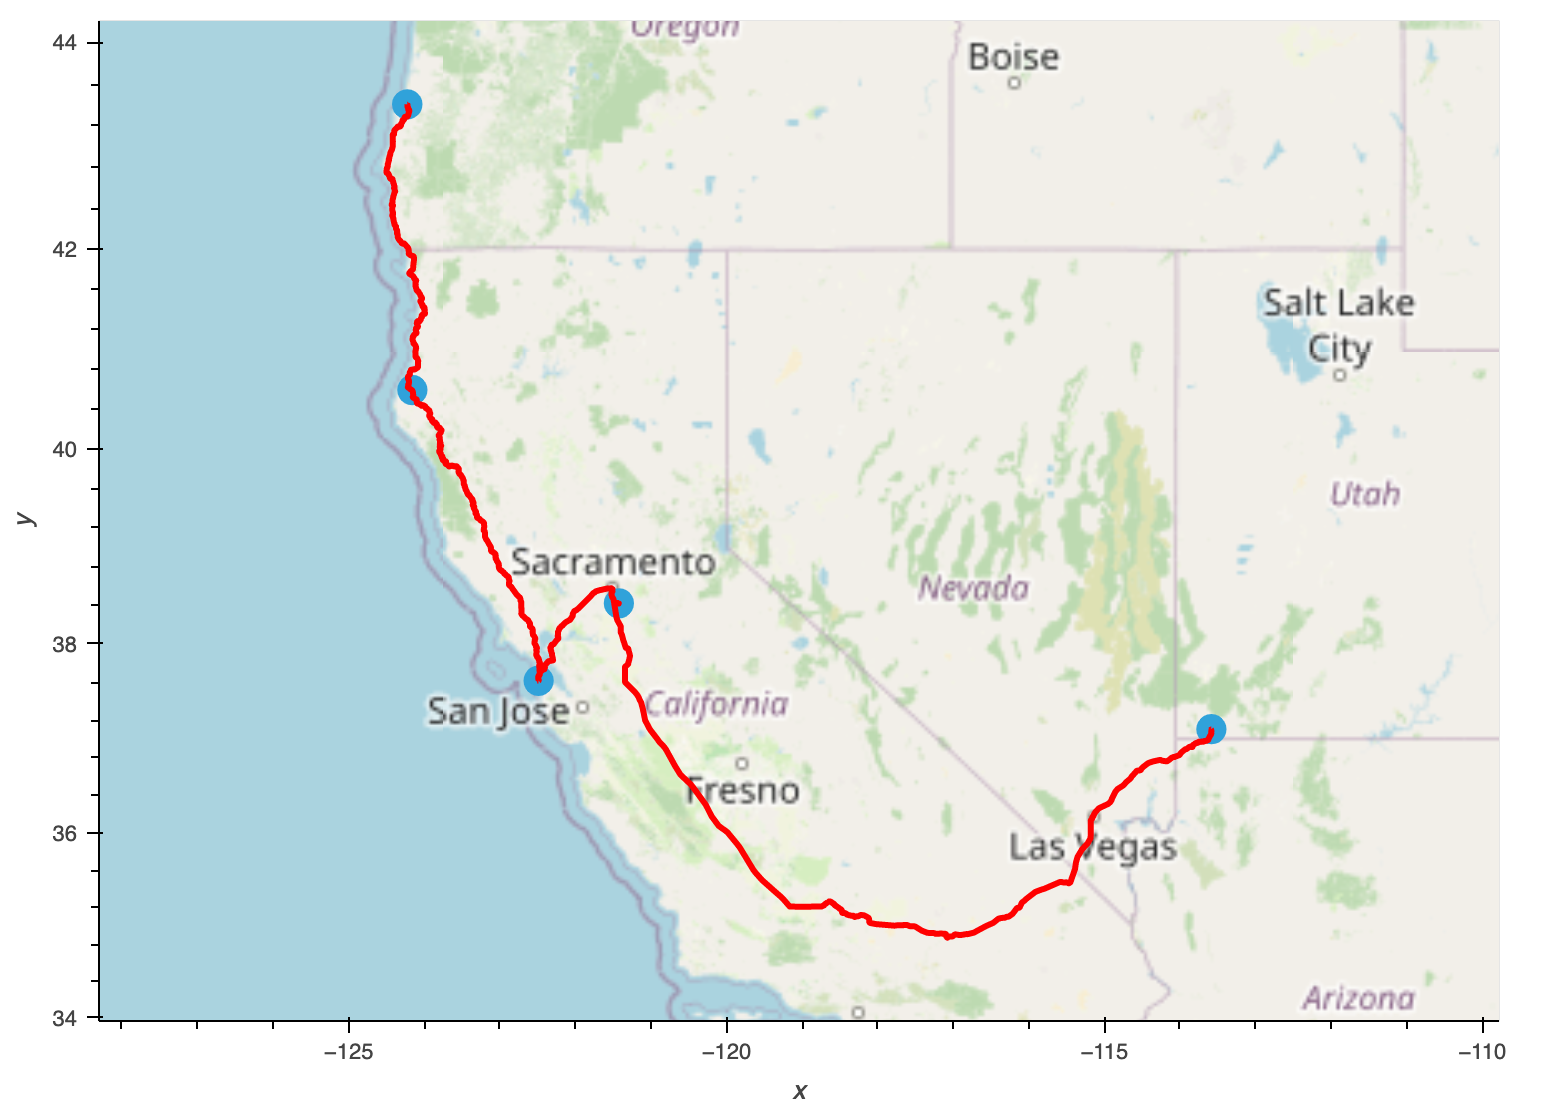 Oregon
Boise
Salt Lake
City
Utah
Nevada
Sacramento
San Jose
California
Fresno
Las Vegas
Arizona
44
42
40
38
36
34
y
−125
−120
−115
−110
x